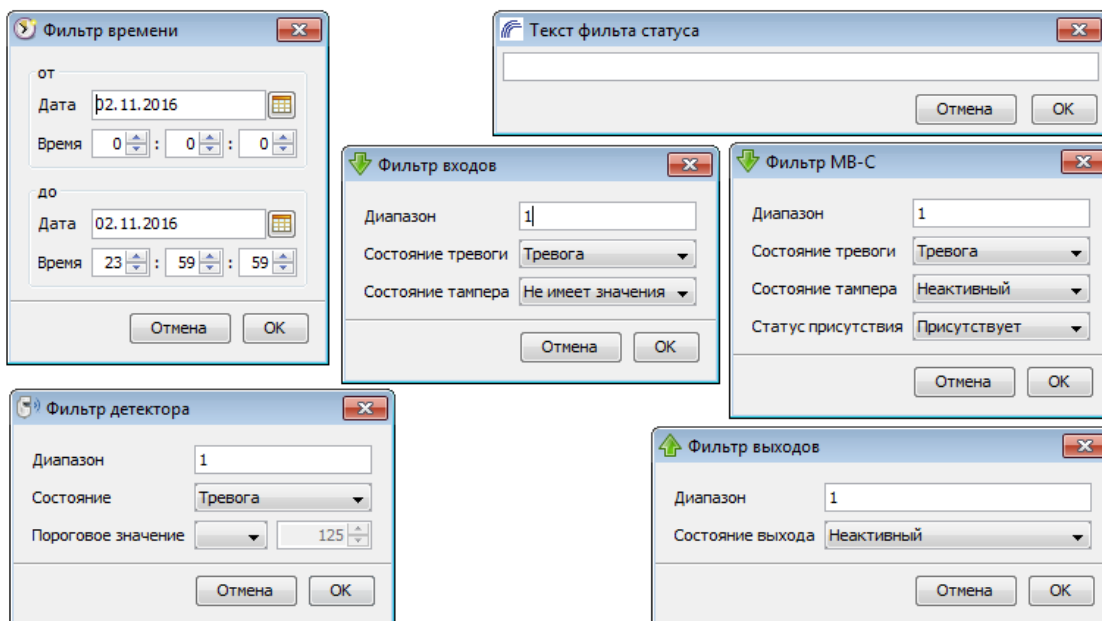 Фильтр времени
от
Дата 02.11.2016
Время 0 : 0 : 0
до
Дата 02.11.2016
Время 23 : 59 : 59
Отмена OK
Текст фильта статуса
Отмена OK
Фильтр входов
Диапазон 1
Состояние тревоги Тревога
Состояние тампера Не имеет значения
Отмена OK
Фильтр МВ-С
Диапазон 1
Состояние тревоги Тревога
Состояние тампера Неактивный
Статус присутствия Присутствует
Отмена OK
Фильтр детектора
Диапазон 1
Состояние Тревога
Пороговое значение 125
Отмена OK
Фильтр выходов
Диапазон 1
Состояние выхода Неактивный
Отмена OK